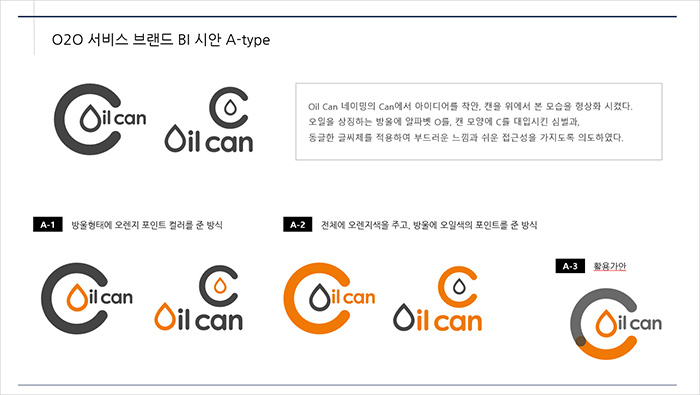 O2O 서비스 브랜드 BI 시안 A-type
Oil can
Oil can
Oil Can 네이밍의 Can에서 아이디어를 착안, 캔을 위에서 본 모습을 형상화 시켰다.
오일을 상징하는 방울에 알파벳 O를, 캔 모양에 C를 대입시킨 심벌과,
둥글한 글씨체를 적용하여 부드러운 느낌과 쉬운 접근성을 가지도록 의도하였다.
A-1 방울형태에 오렌지 포인트 컬러를 준 방식
A-2 전체에 오렌지색을 주고, 방울에 오일색의 포인트를 준 방식
A-3 활용가안
Oil can
Oil can
Oil can
Oil can
Oil can